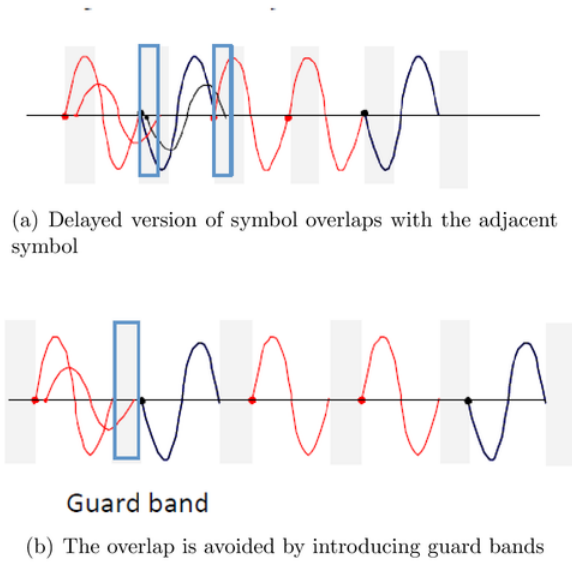 (a) Delayed version of symbol overlaps with the adjacent
symbol
Guard band
(b) The overlap is avoided by introducing guard bands